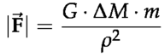 |F⃗| = G · ΔM · m / ρ²